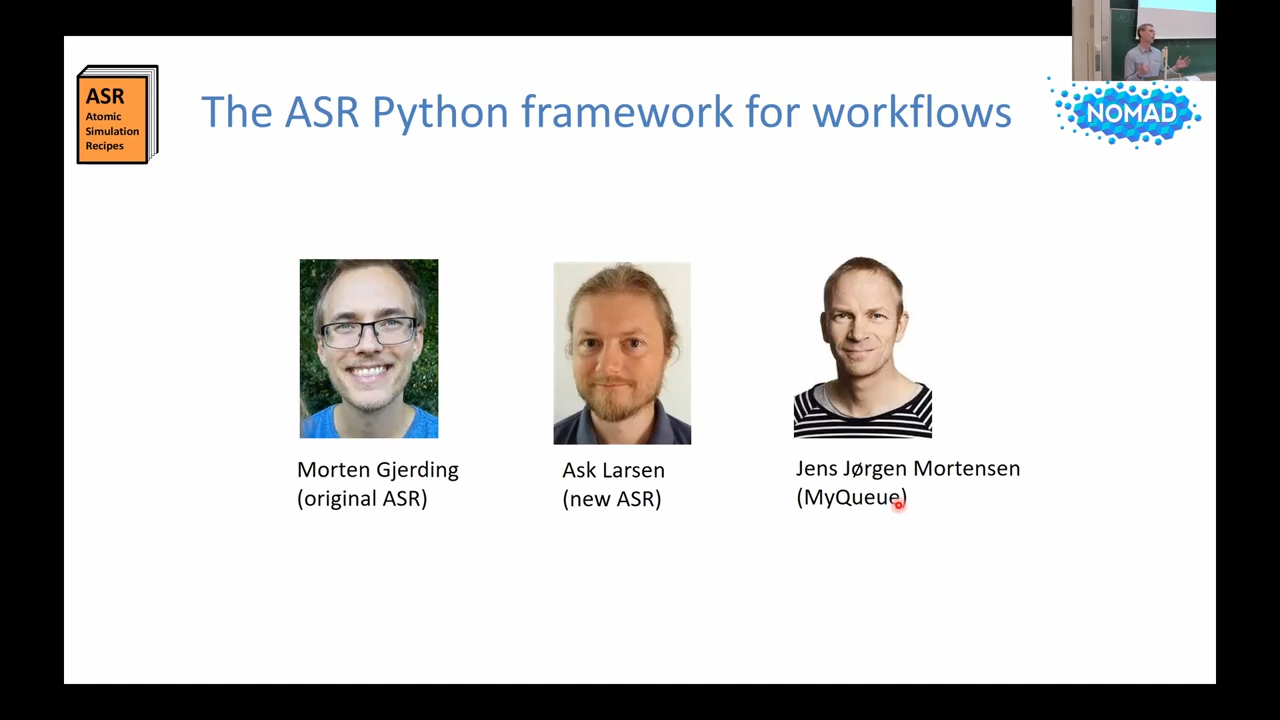 ASR
Atomic
Simulation
Recipes
The ASR Python framework for workflows
NOMAD
Morten Gjerding
(original ASR)
Ask Larsen
(new ASR)
Jens Jørgen Mortensen
(MyQueue)